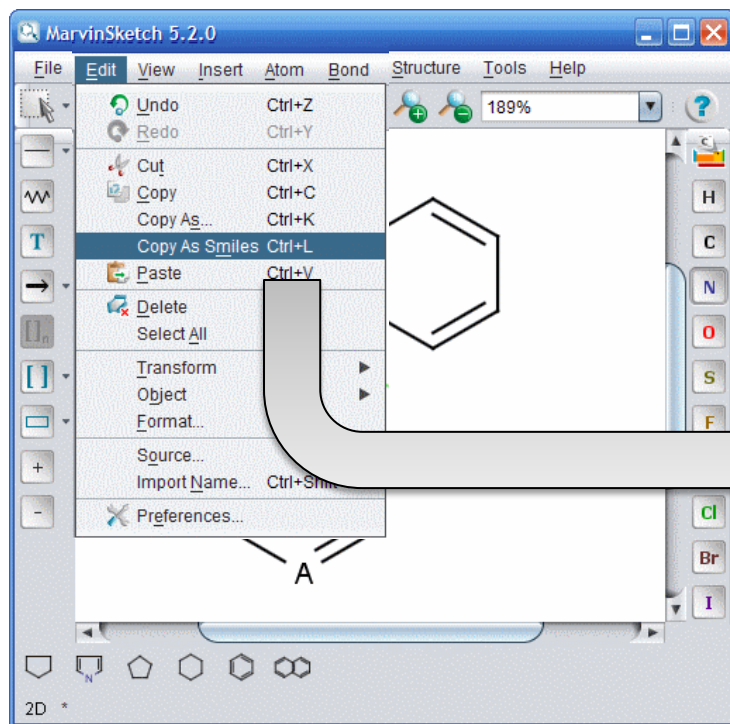 MarvinSketch 5.2.0
File Edit View Insert Atom Bond Structure Tools Help
189%
Undo Ctrl+Z
Redo Ctrl+Y
Cut Ctrl+X
Copy Ctrl+C
Copy As... Ctrl+K
Copy As Smiles Ctrl+L
Paste Ctrl+V
Delete
Select All
Transform
Object
Format...
Source...
Import Name...
Preferences...
T
[ ]n
[ ]
+
-
C
H
C
N
O
S
F
Cl
Br
I
A
N
2D *